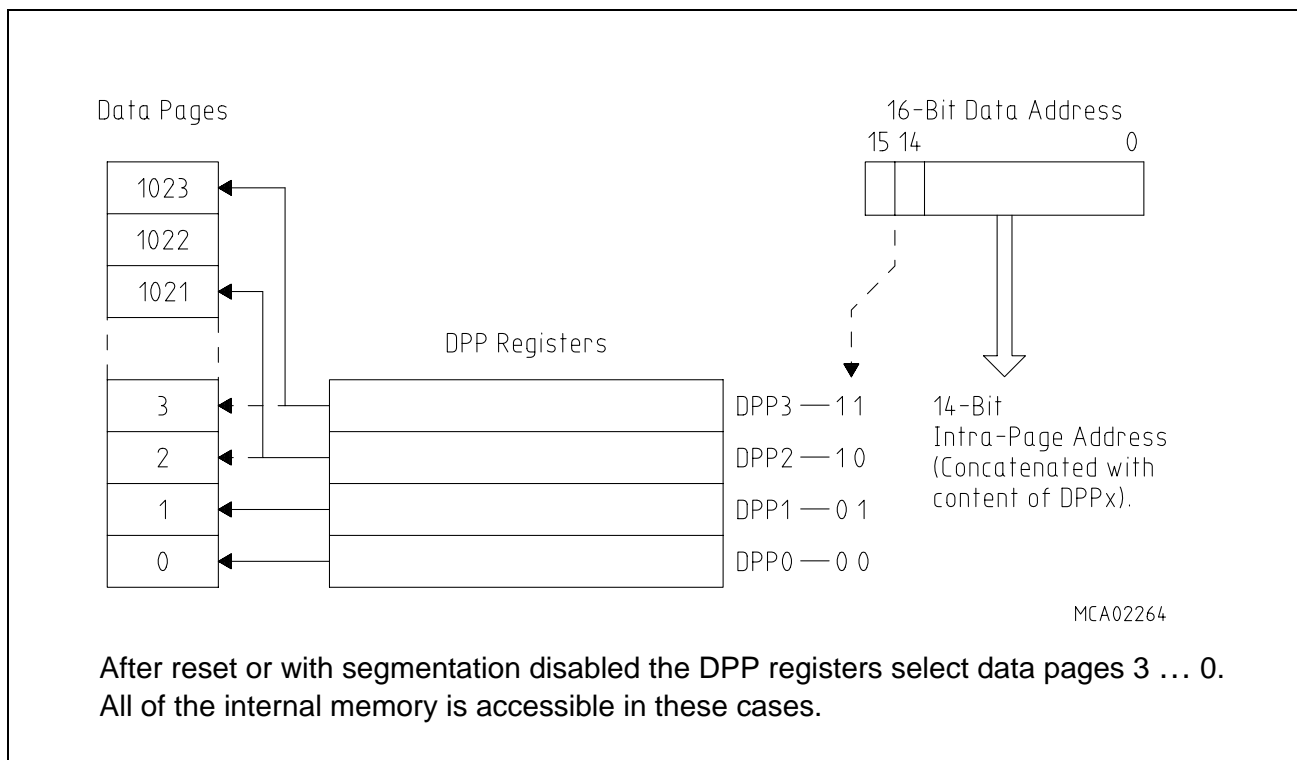 Data Pages
16-Bit Data Address
15 14 0
1023
1022
1021
DPP Registers
3
DPP3 — 1 1
2
DPP2 — 1 0
1
DPP1 — 0 1
0
DPP0 — 0 0
14-Bit
Intra-Page Address
(Concatenated with
content of DPPx).
MCA02264
After reset or with segmentation disabled the DPP registers select data pages 3 … 0.
All of the internal memory is accessible in these cases.